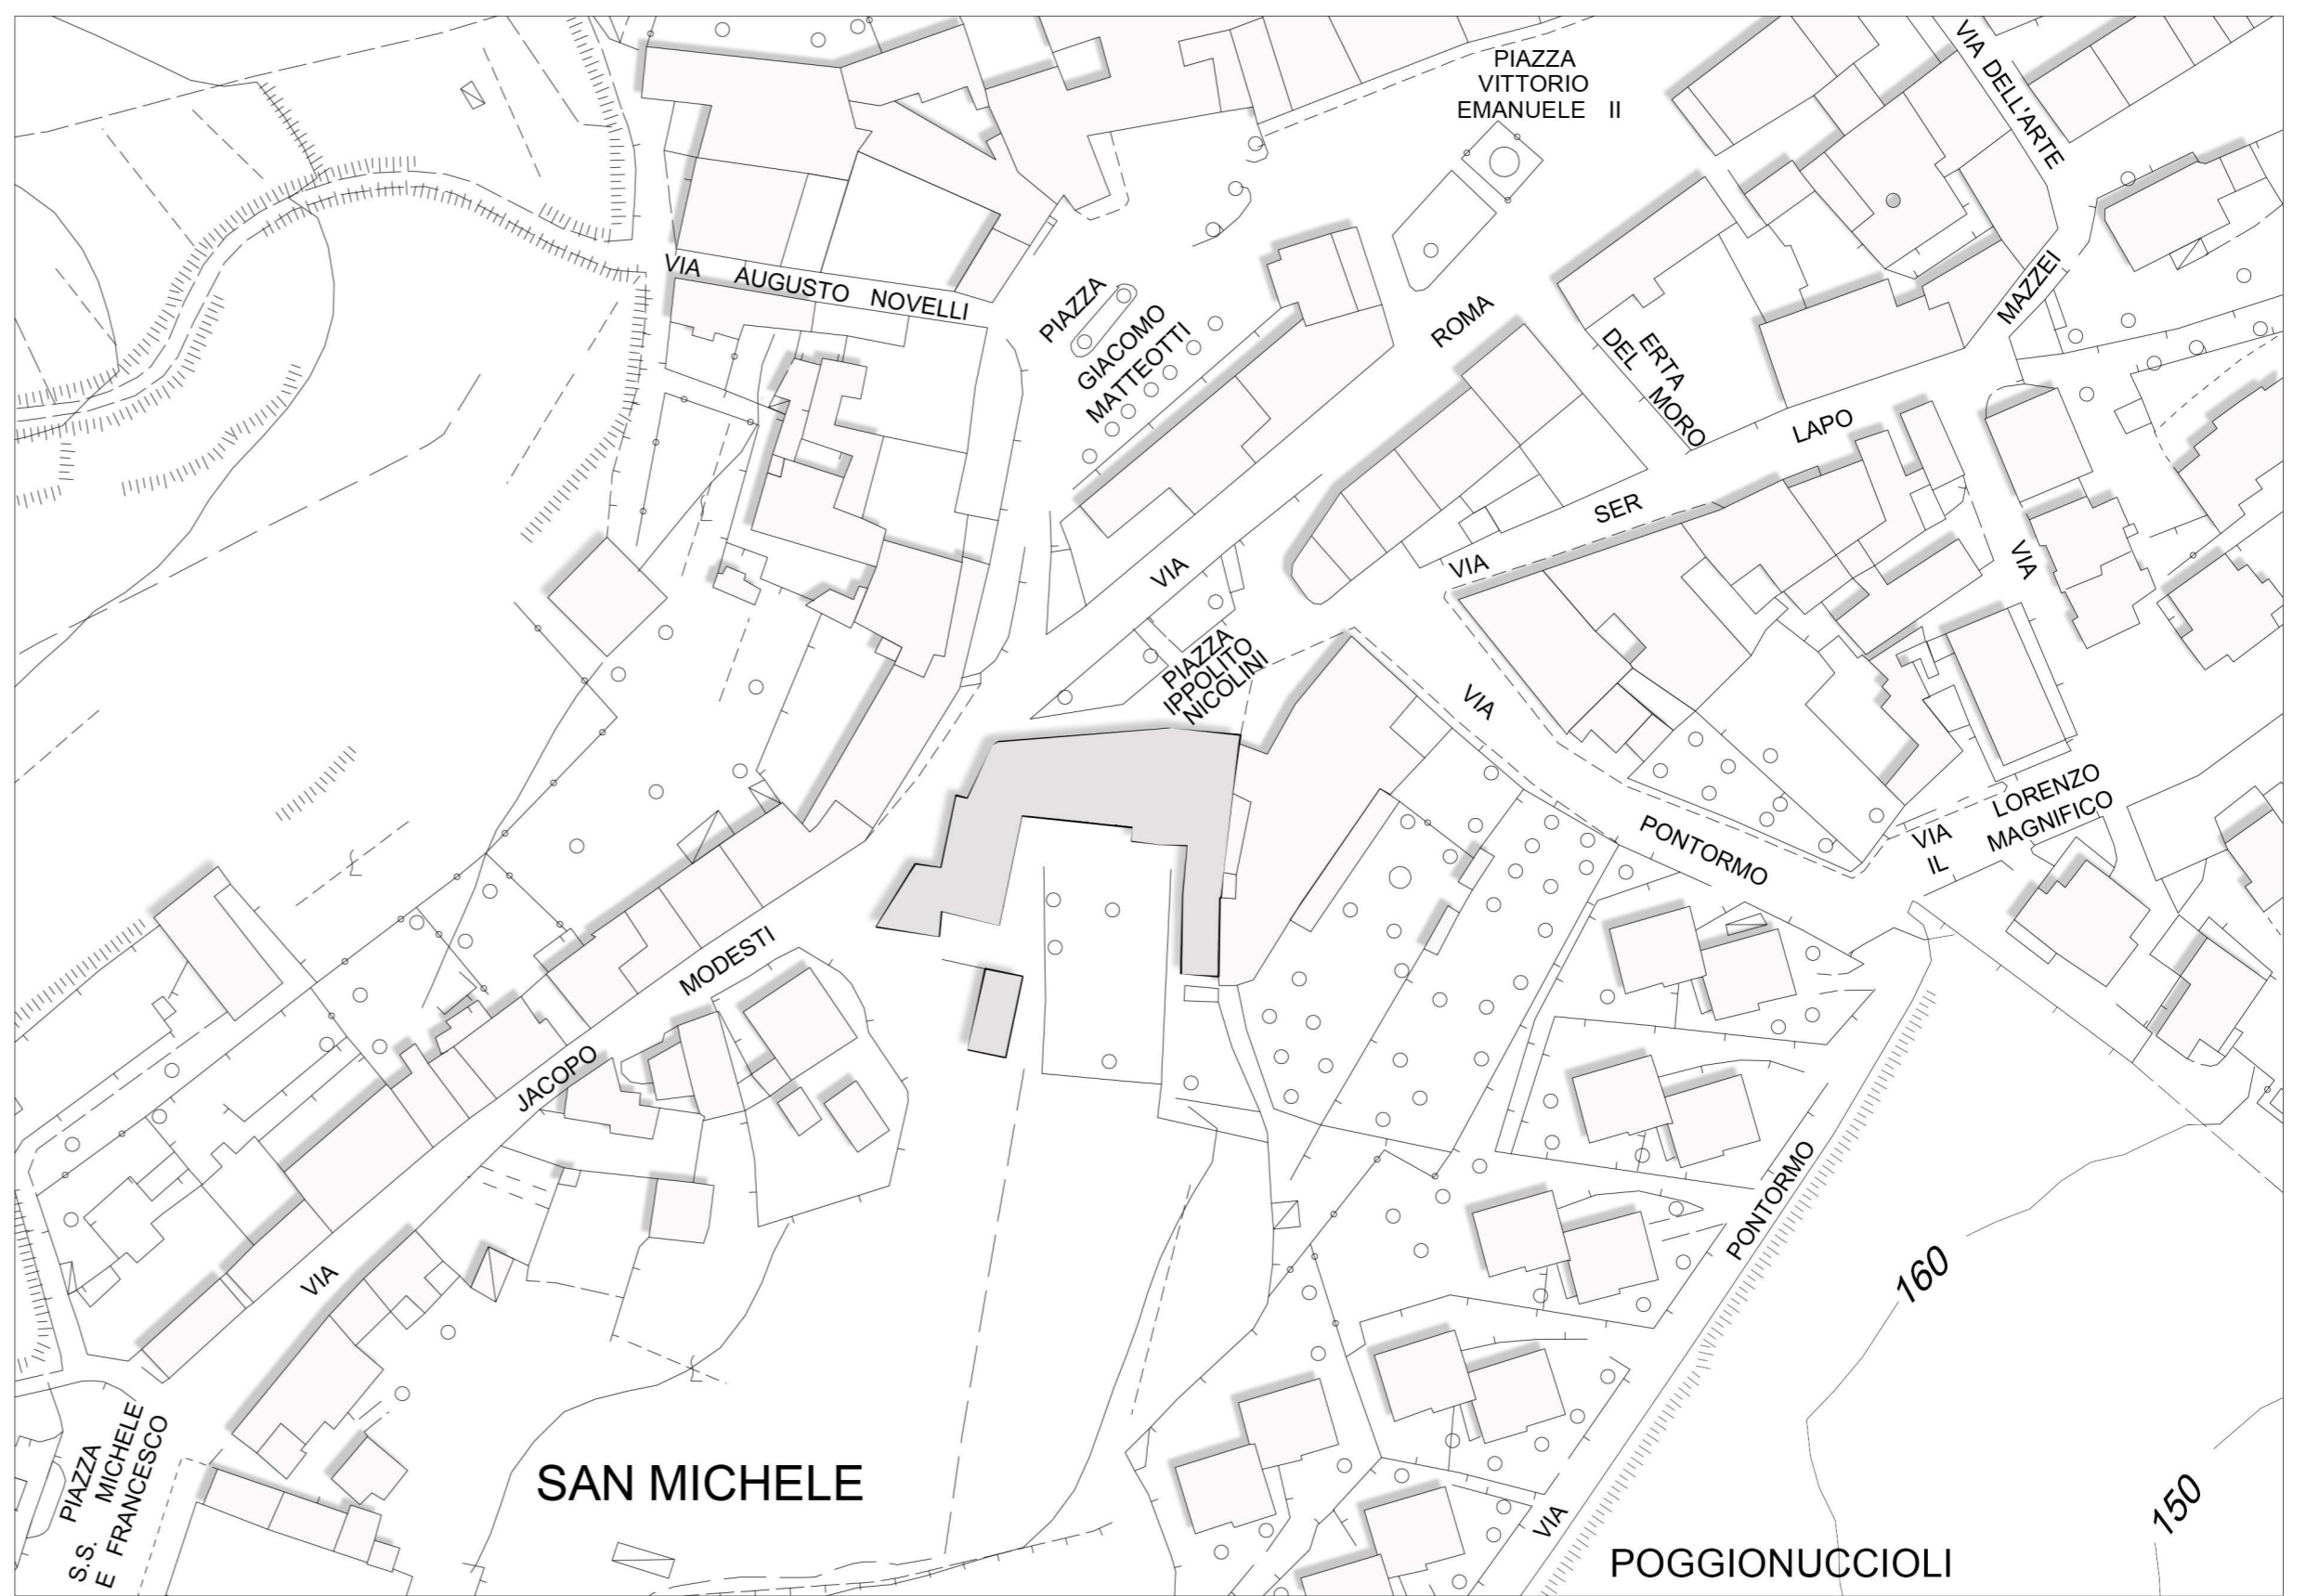 PIAZZA
VITTORIO
EMANUELE II
VIA DELL'ARTE
VIA AUGUSTO NOVELLI
PIAZZA
GIACOMO
MATTEOTTI
VIA ROMA
ERTA
DEL MORO
MAZZEI
LAPO
SER
VIA
VIA
PIAZZA
IPPOLITO
NICOLINI
VIA
PONTORMO
VIA LORENZO
IL MAGNIFICO
VIA JACOPO MODESTI
PIAZZA
S.S. MICHELE
E FRANCESCO
SAN MICHELE
VIA PONTORMO
160
150
POGGIONUCCIOLI